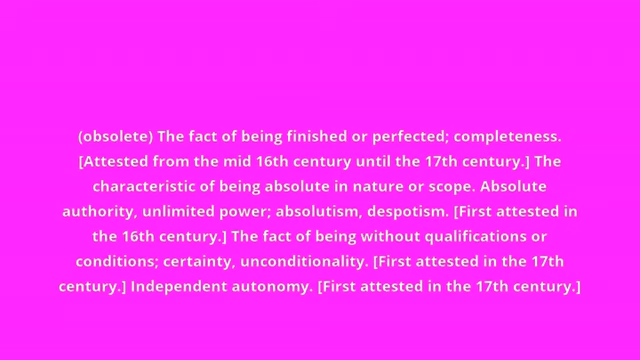 (obsolete) The fact of being finished or perfected; completeness.
[Attested from the mid 16th century until the 17th century.] The
characteristic of being absolute in nature or scope. Absolute
authority, unlimited power; absolutism, despotism. [First attested in
the 16th century.] The fact of being without qualifications or
conditions; certainty, unconditionality. [First attested in the 17th
century.] Independent autonomy. [First attested in the 17th century.]